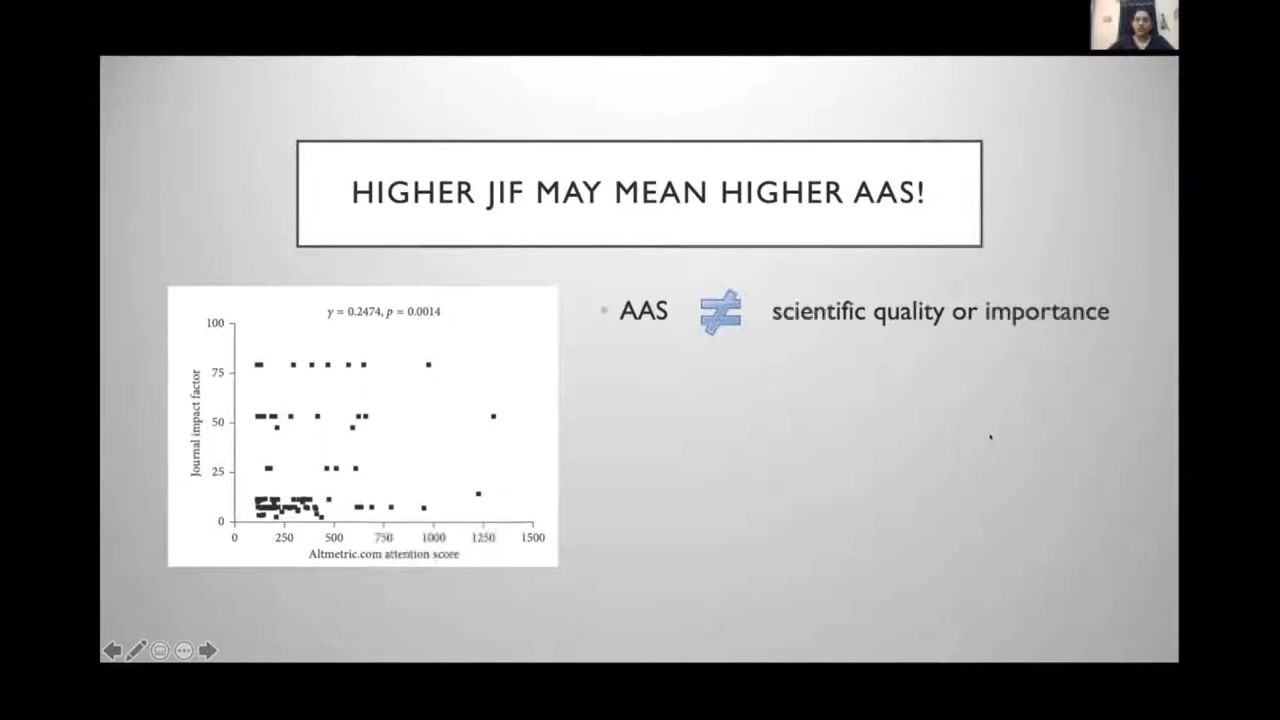 HIGHER JIF MAY MEAN HIGHER AAS!
γ = 0.2474, p = 0.0014
100
75
50
25
0
Journal impact factor
0 250 500 750 1000 1250 1500
Altmetric.com attention score
• AAS ≠ scientific quality or importance